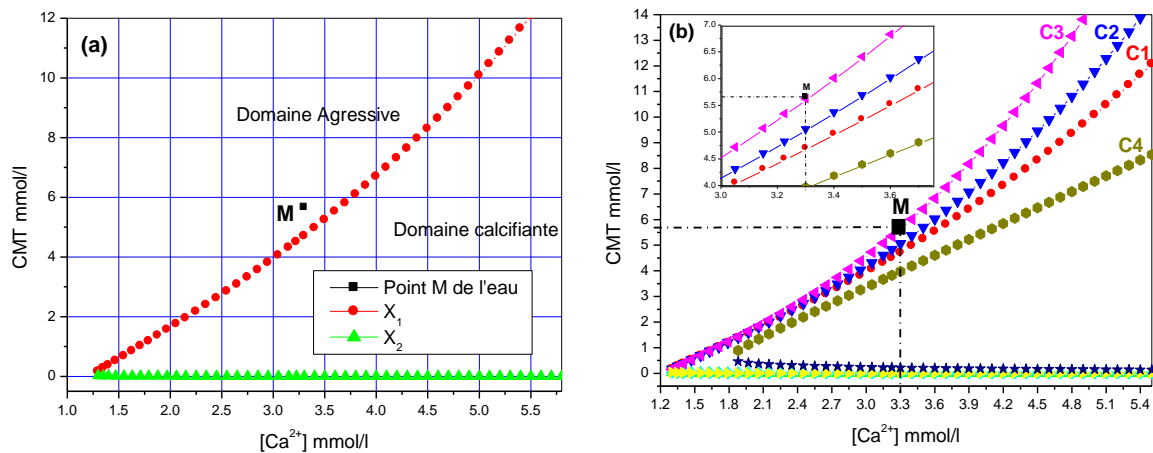 (a)
CMT mmol/l
12
10
8
6
4
2
0
Domaine Agressive
M
Domaine calcifiante
Point M de l'eau
X₁
X₂
1.0 1.5 2.0 2.5 3.0 3.5 4.0 4.5 5.0 5.5
[Ca²⁺] mmol/l
(b)
CMT mmol/l
14
13
12
11
10
9
8
7
6
5
4
3
2
1
0
7.0
6.5
6.0
5.5
5.0
4.5
4.0
M
3.0 3.2 3.4 3.6
C3
C2
C1
C4
M
1.2 1.5 1.8 2.1 2.4 2.7 3.0 3.3 3.6 3.9 4.2 4.5 4.8 5.1 5.4
[Ca²⁺] mmol/l